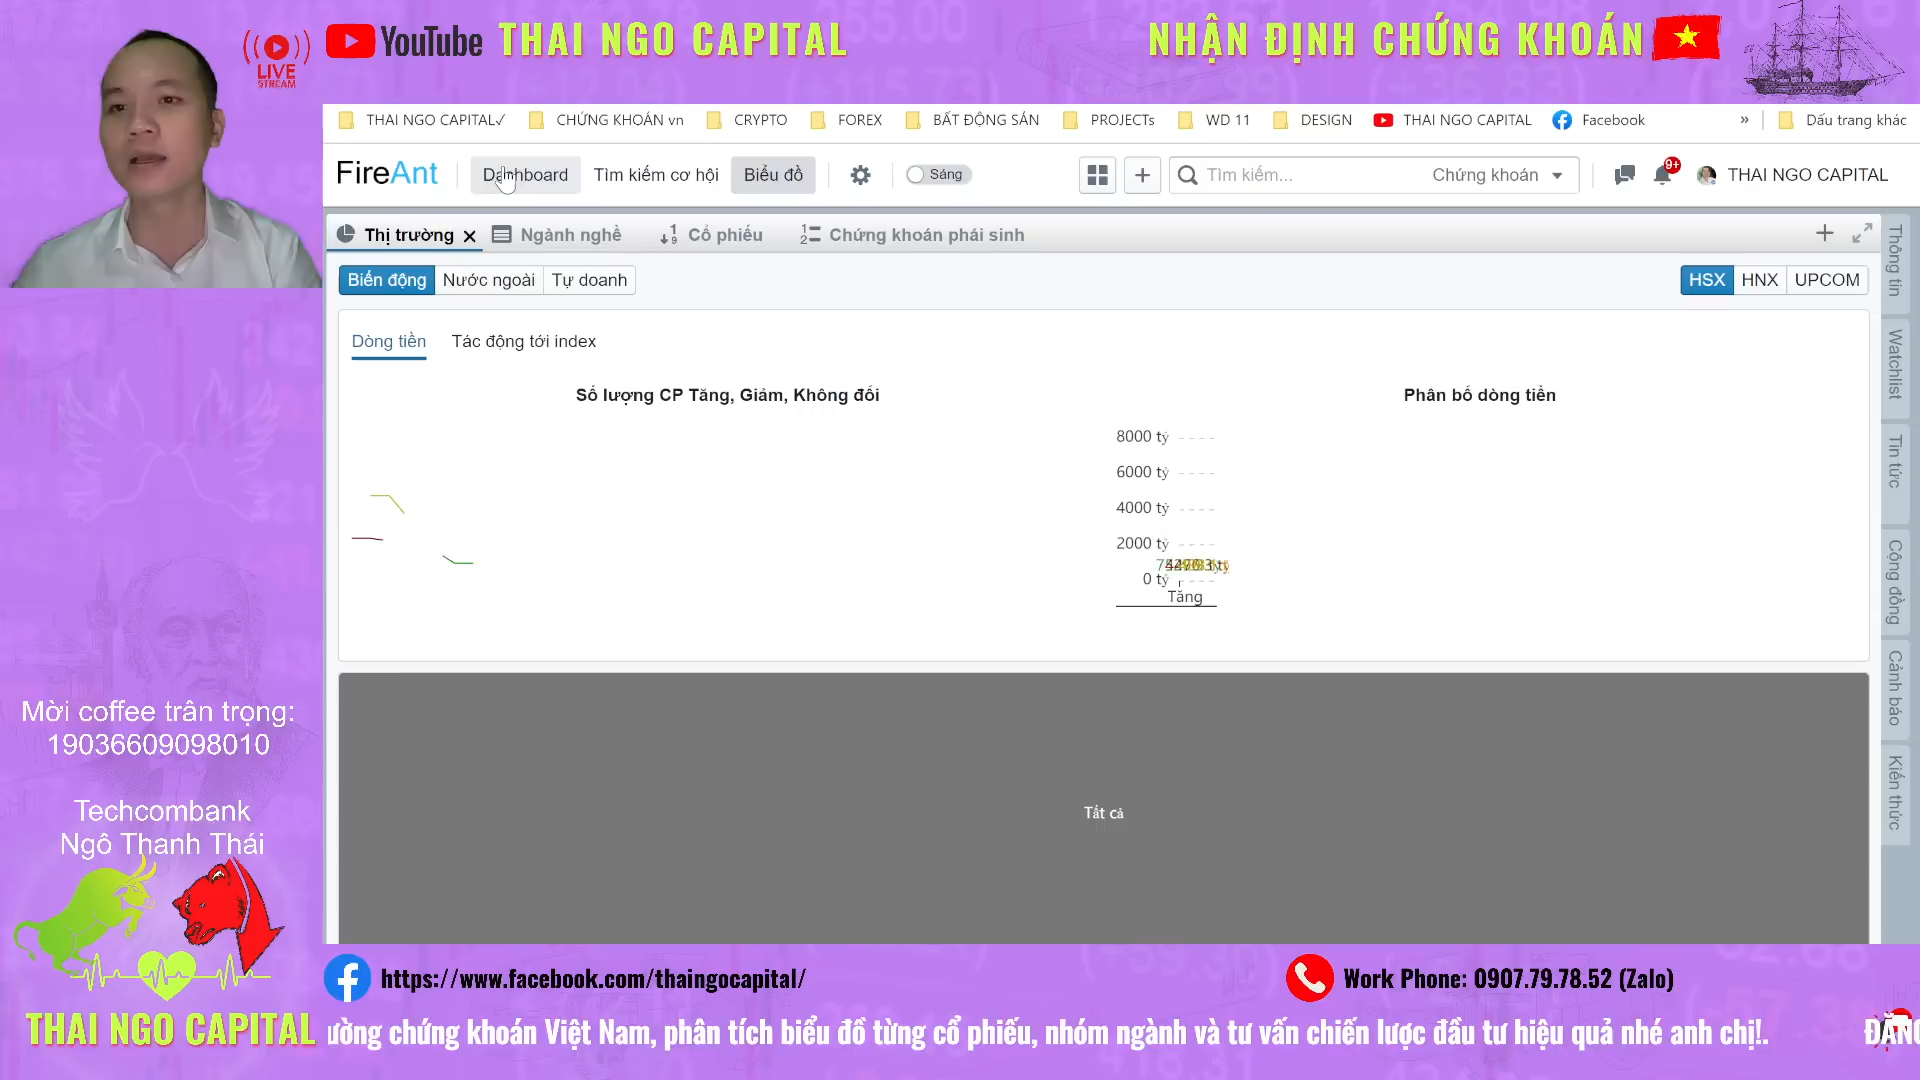 LIVE
STREAM
YouTube THAI NGO CAPITAL
NHẬN ĐỊNH CHỨNG KHOÁN
THAI NGO CAPITAL✓ CHỨNG KHOÁN vn CRYPTO FOREX BẤT ĐỘNG SẢN PROJECTs WD 11 DESIGN THAI NGO CAPITAL Facebook » Dấu trang khác
FireAnt Dashboard Tìm kiếm cơ hội Biểu đồ Sáng + Tìm kiếm... Chứng khoán 9+ THAI NGO CAPITAL
Thị trường Ngành nghề Cổ phiếu Chứng khoán phái sinh
Biến động Nước ngoài Tự doanh HSX HNX UPCOM
Dòng tiền Tác động tới index
Số lượng CP Tăng, Giảm, Không đổi
Phân bố dòng tiền
8000 tỷ
6000 tỷ
4000 tỷ
2000 tỷ
0 tỷ
Tăng
Tất cả
Thông tin
Watchlist
Tin tức
Cộng đồng
Cảnh báo
Kiến thức
Mời coffee trân trọng:
19036609098010
Techcombank
Ngô Thanh Thái
THAI NGO CAPITAL
https://www.facebook.com/thaingocapital/
Work Phone: 0907.79.78.52 (Zalo)
ường chứng khoán Việt Nam, phân tích biểu đồ từng cổ phiếu, nhóm ngành và tư vấn chiến lược đầu tư hiệu quả nhé anh chị!.